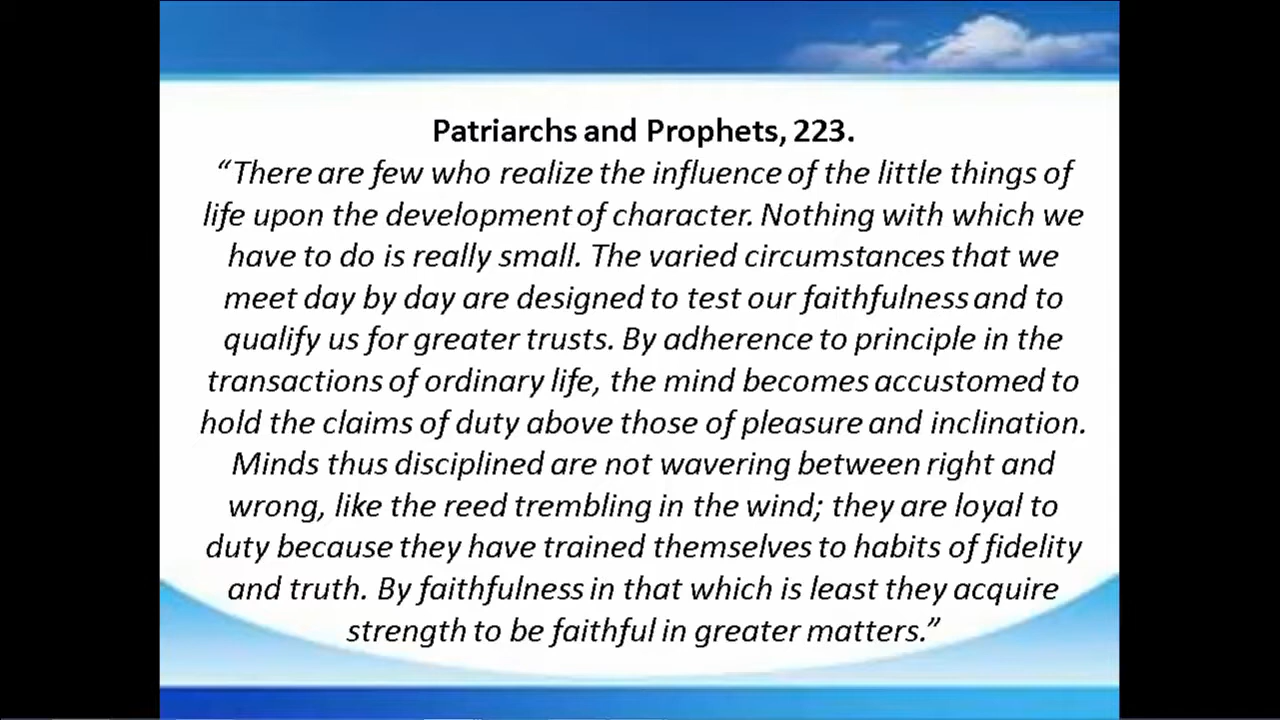 Patriarchs and Prophets, 223.
“There are few who realize the influence of the little things of
life upon the development of character. Nothing with which we
have to do is really small. The varied circumstances that we
meet day by day are designed to test our faithfulness and to
qualify us for greater trusts. By adherence to principle in the
transactions of ordinary life, the mind becomes accustomed to
hold the claims of duty above those of pleasure and inclination.
Minds thus disciplined are not wavering between right and
wrong, like the reed trembling in the wind; they are loyal to
duty because they have trained themselves to habits of fidelity
and truth. By faithfulness in that which is least they acquire
strength to be faithful in greater matters.”